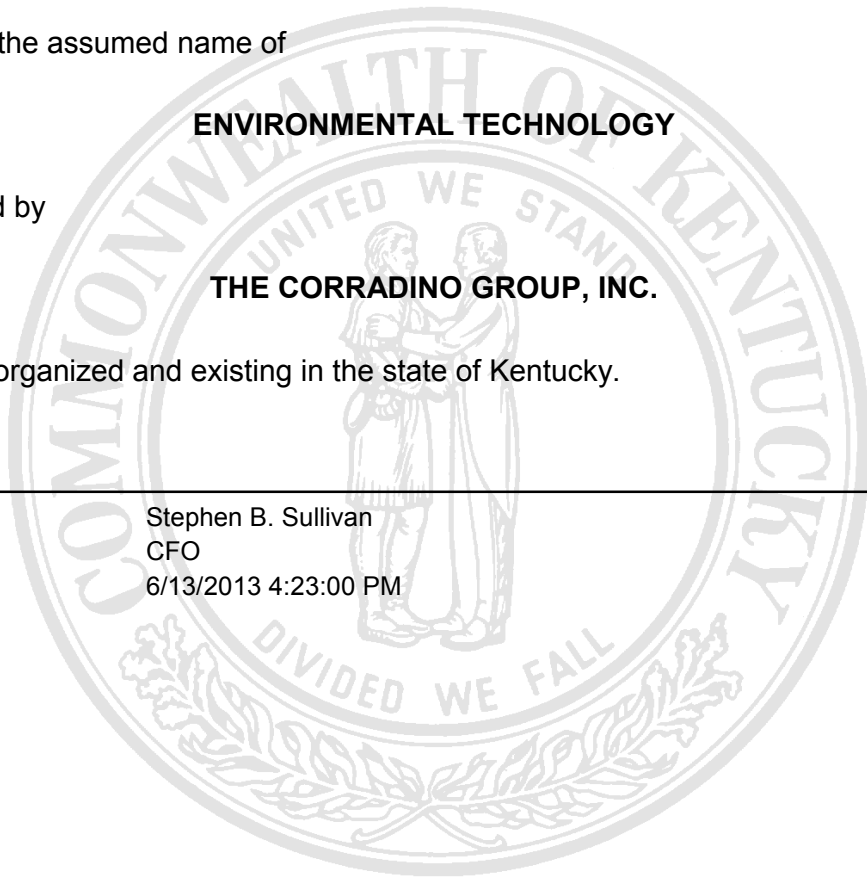 the assumed name of
ENVIRONMENTAL TECHNOLOGY
d by
THE CORRADINO GROUP, INC.
organized and existing in the state of Kentucky.
Stephen B. Sullivan
CFO
6/13/2013 4:23:00 PM
COMMONWEALTH OF KENTUCKY
UNITED WE STAND
DIVIDED WE FALL